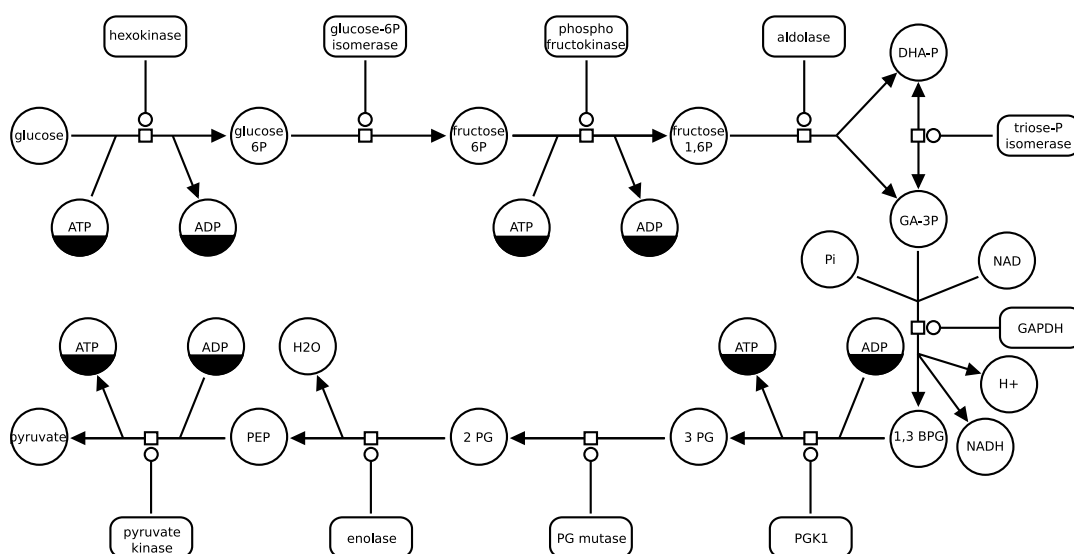 hexokinase
glucose-6P
isomerase
phospho
fructokinase
aldolase
DHA-P
glucose
glucose
6P
fructose
6P
fructose
1,6P
triose-P
isomerase
ATP
ADP
ATP
ADP
GA-3P
Pi
NAD
GAPDH
ATP
ADP
H2O
ATP
ADP
H+
pyruvate
PEP
2 PG
3 PG
1,3 BPG
NADH
pyruvate
kinase
enolase
PG mutase
PGK1